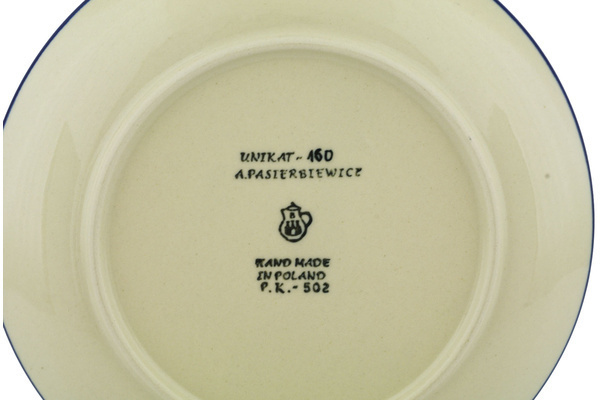 UNIKAT-160
A.PASIERBIEWICZ
HAND MADE
IN POLAND
P.K.-502